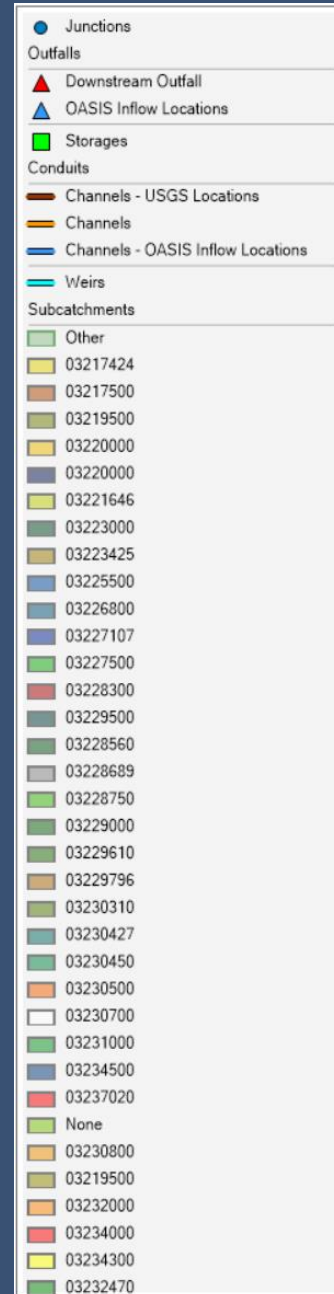 Junctions
Outfalls
Downstream Outfall
OASIS Inflow Locations
Storages
Conduits
Channels - USGS Locations
Channels
Channels - OASIS Inflow Locations
Weirs
Subcatchments
Other
03217424
03217500
03219500
03220000
03220000
03221646
03223000
03223425
03225500
03226800
03227107
03227500
03228300
03229500
03228560
03228689
03228750
03229000
03229610
03229796
03230310
03230427
03230450
03230500
03230700
03231000
03234500
03237020
None
03230800
03219500
03232000
03234000
03234300
03232470